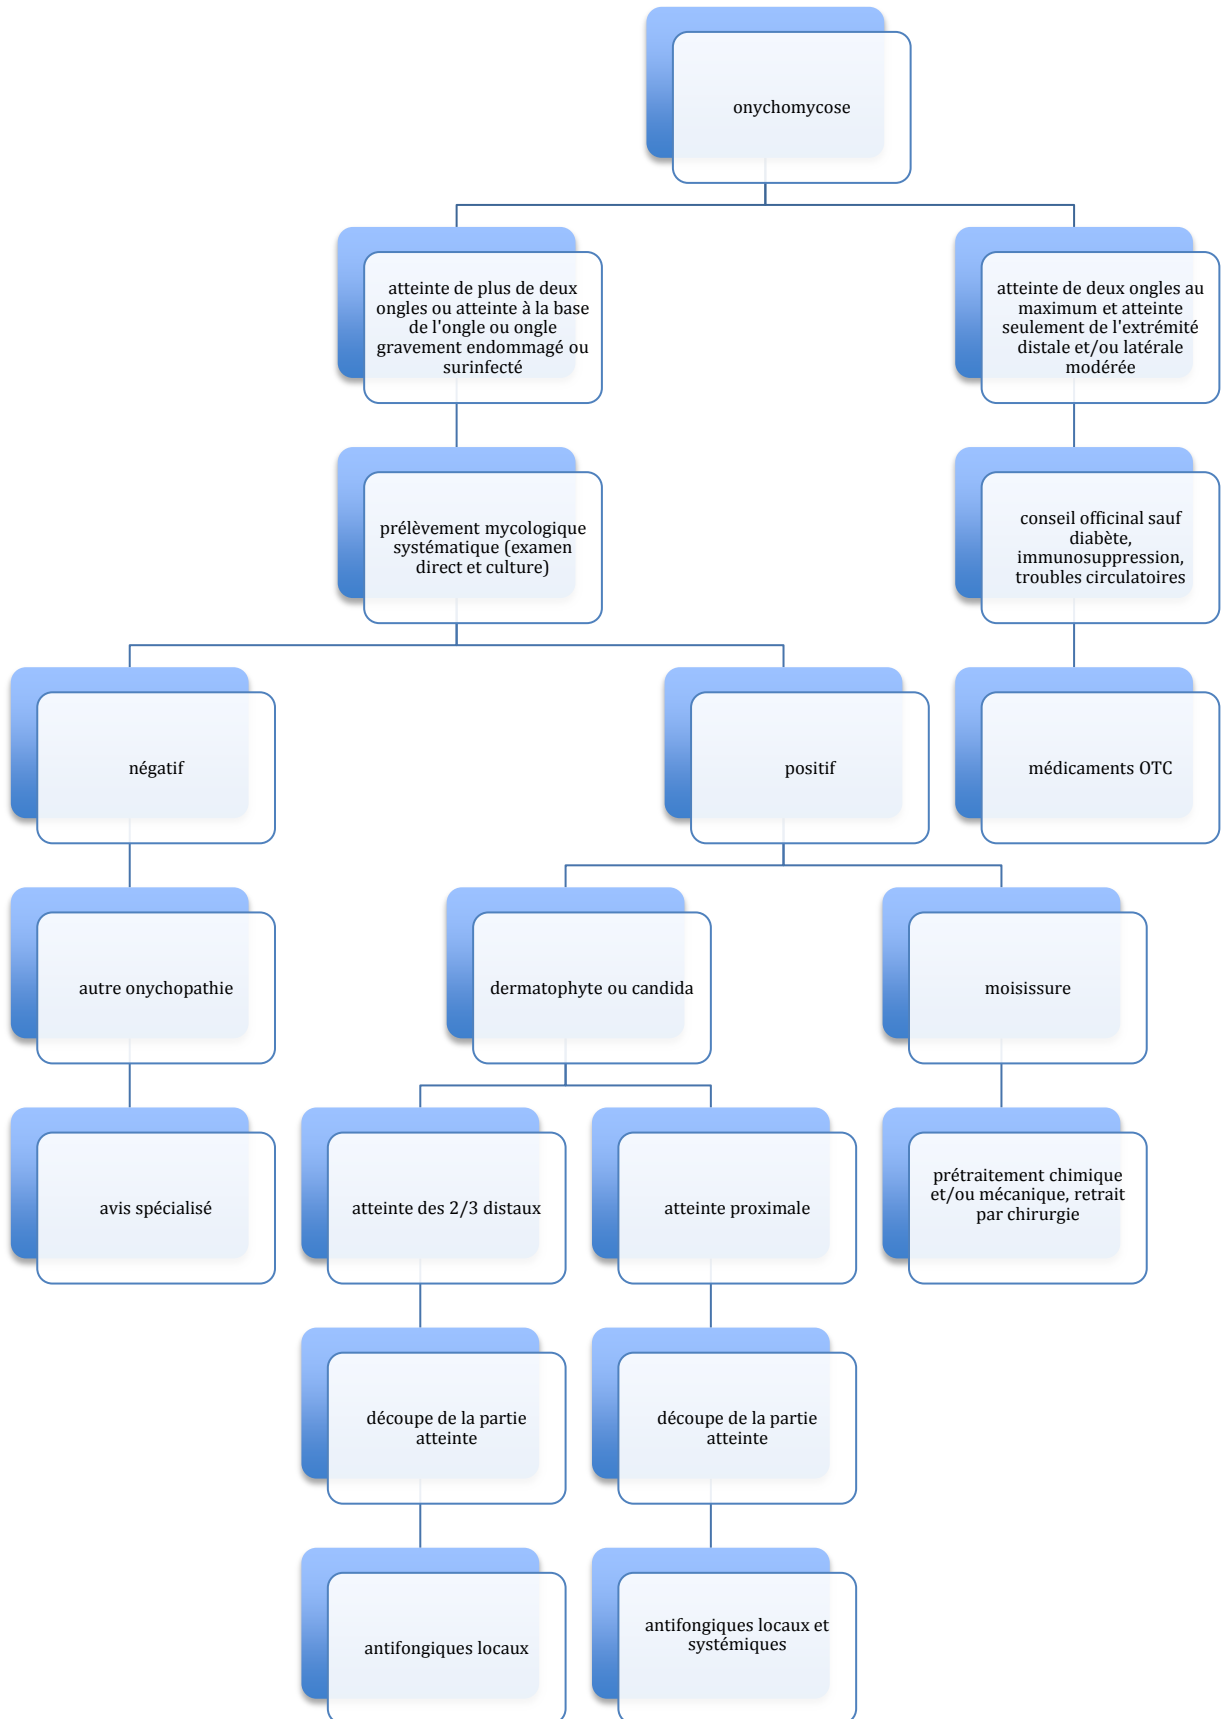 onychomycose
atteinte de plus de deux
ongles ou atteinte à la base
de l'ongle ou ongle
gravement endommagé ou
surinfecté
atteinte de deux ongles au
maximum et atteinte
seulement de l'extrémité
distale et/ou latérale
modérée
prélèvement mycologique
systématique (examen
direct et culture)
conseil officinal sauf
diabète,
immunosuppression,
troubles circulatoires
négatif
positif
médicaments OTC
autre onychopathie
dermatophyte ou candida
moisissure
avis spécialisé
atteinte des 2/3 distaux
atteinte proximale
prétraitement chimique
et/ou mécanique, retrait
par chirurgie
découpe de la partie
atteinte
découpe de la partie
atteinte
antifongiques locaux
antifongiques locaux et
systémiques